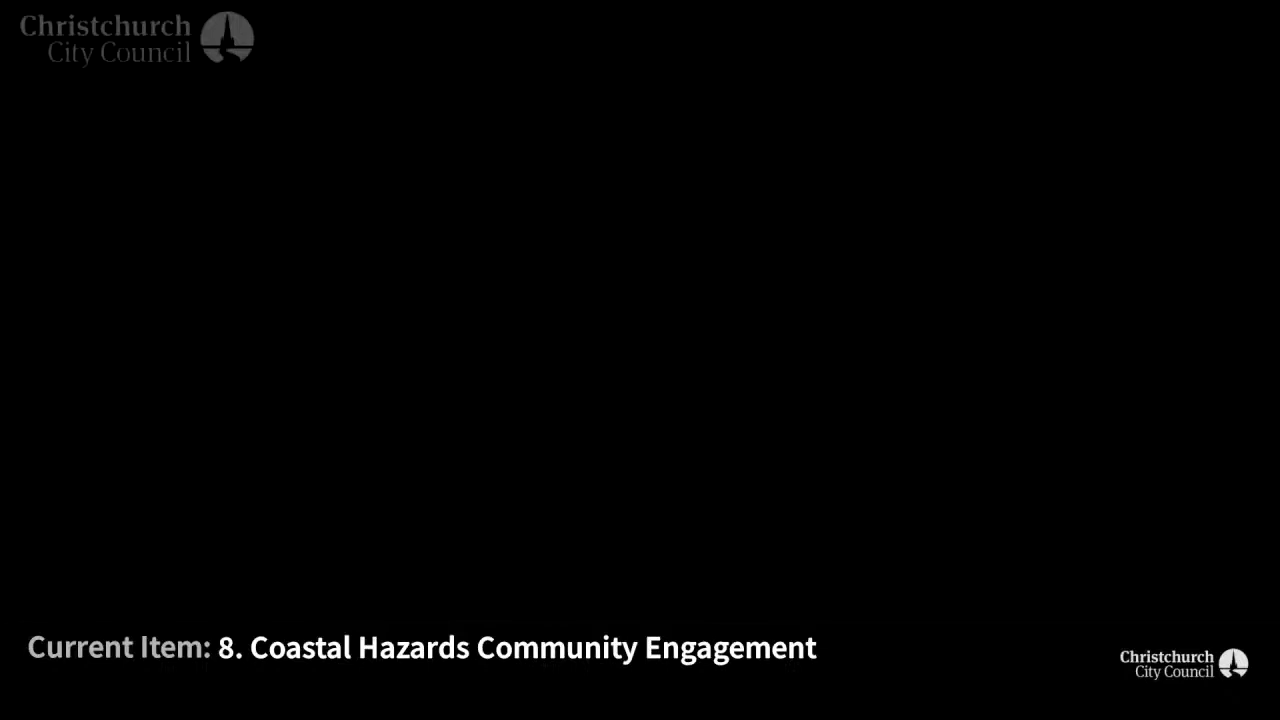 Christchurch
City Council
Current Item: 8. Coastal Hazards Community Engagement
Christchurch
City Council